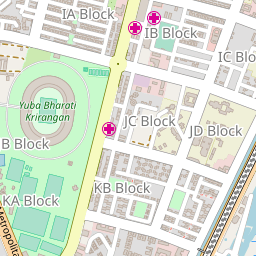 IA Block
IB Block
IC Block
Yuba Bharati
Krirangan
JC Block
JD Block
B Block
KB Block
KA Block
Metropolita